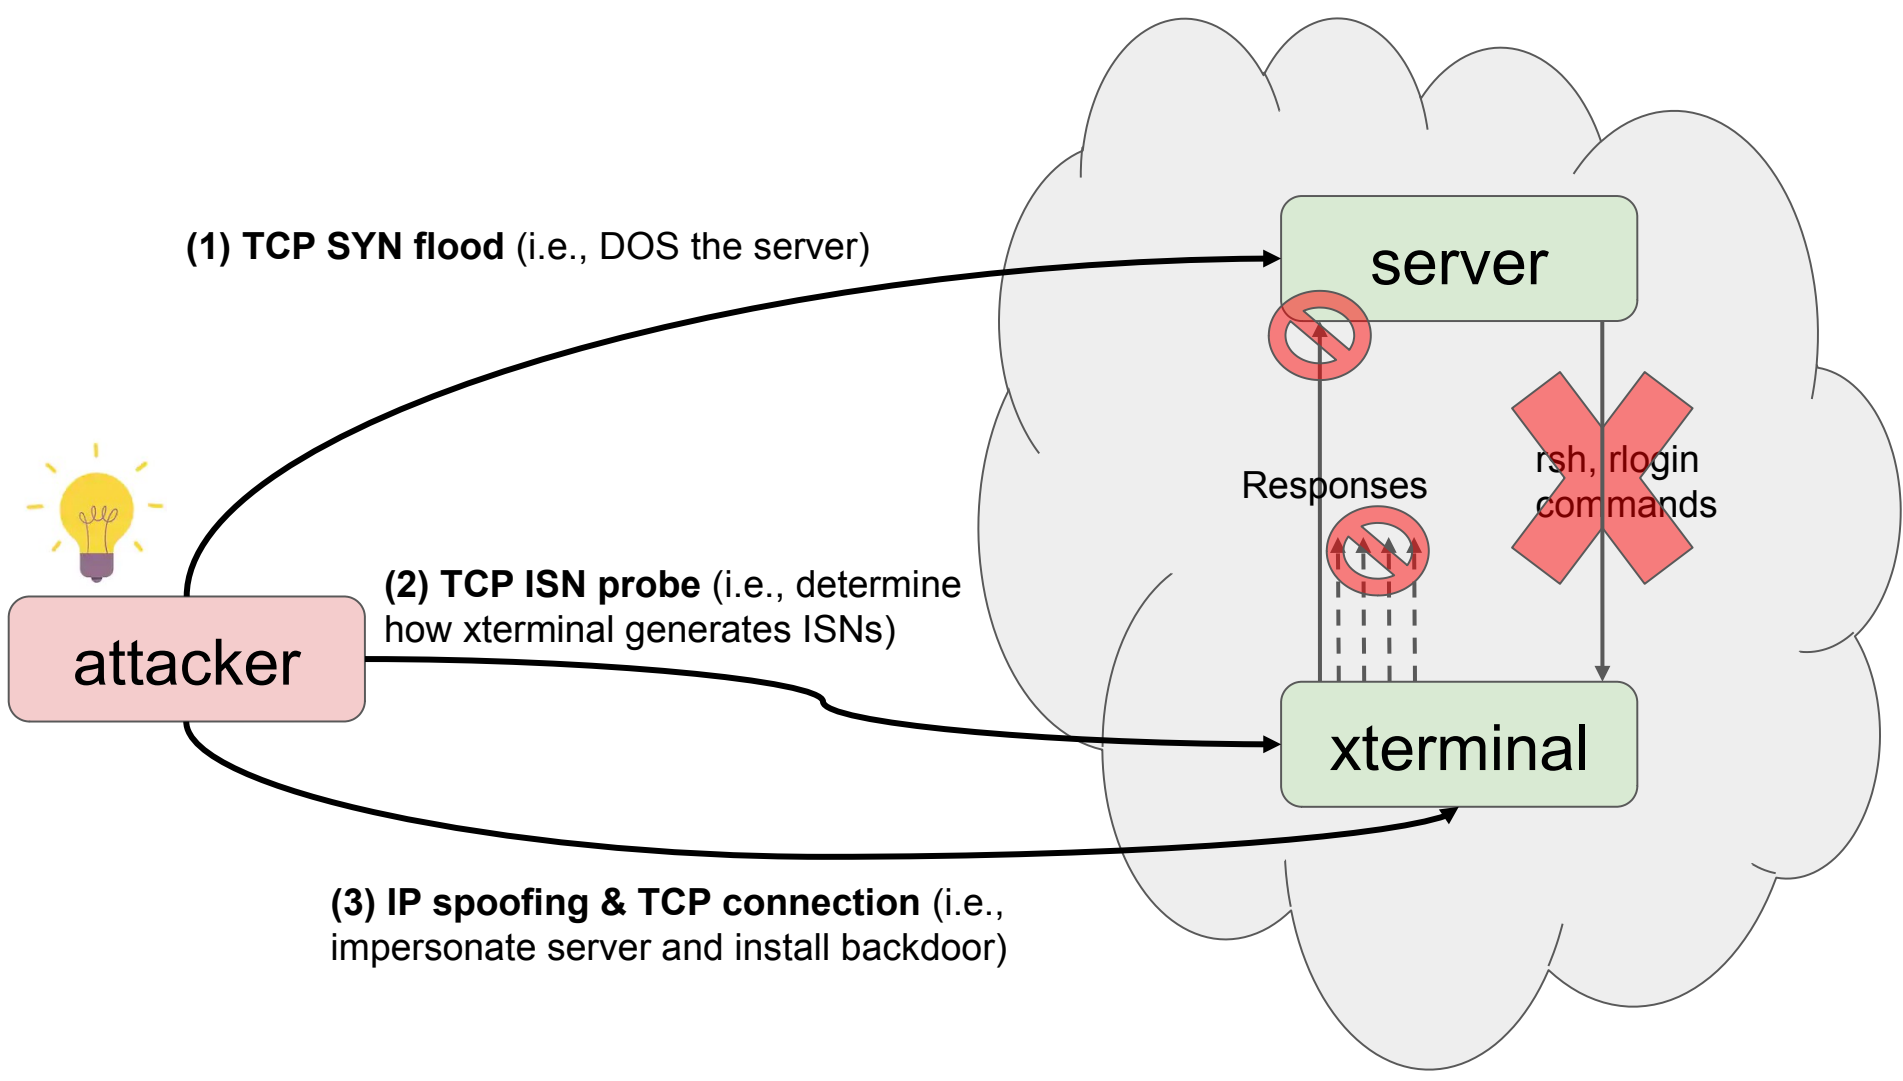 (1) TCP SYN flood (i.e., DOS the server)
server
rsh, rlogin
commands
Responses
(2) TCP ISN probe (i.e., determine
how xterminal generates ISNs)
attacker
xterminal
(3) IP spoofing & TCP connection (i.e.,
impersonate server and install backdoor)